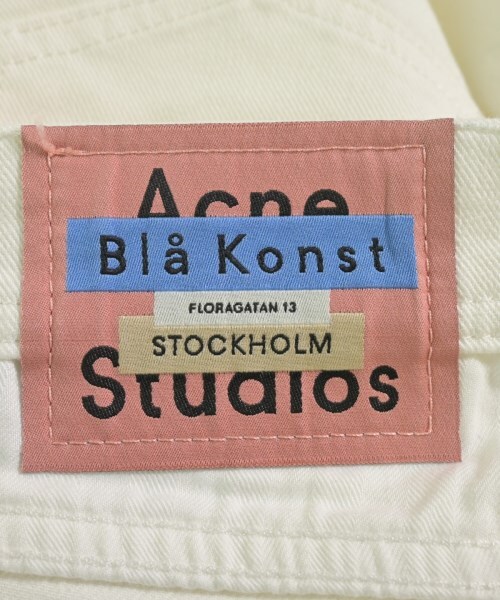 Acne
Blå Konst
FLORAGATAN 13
STOCKHOLM
Studios